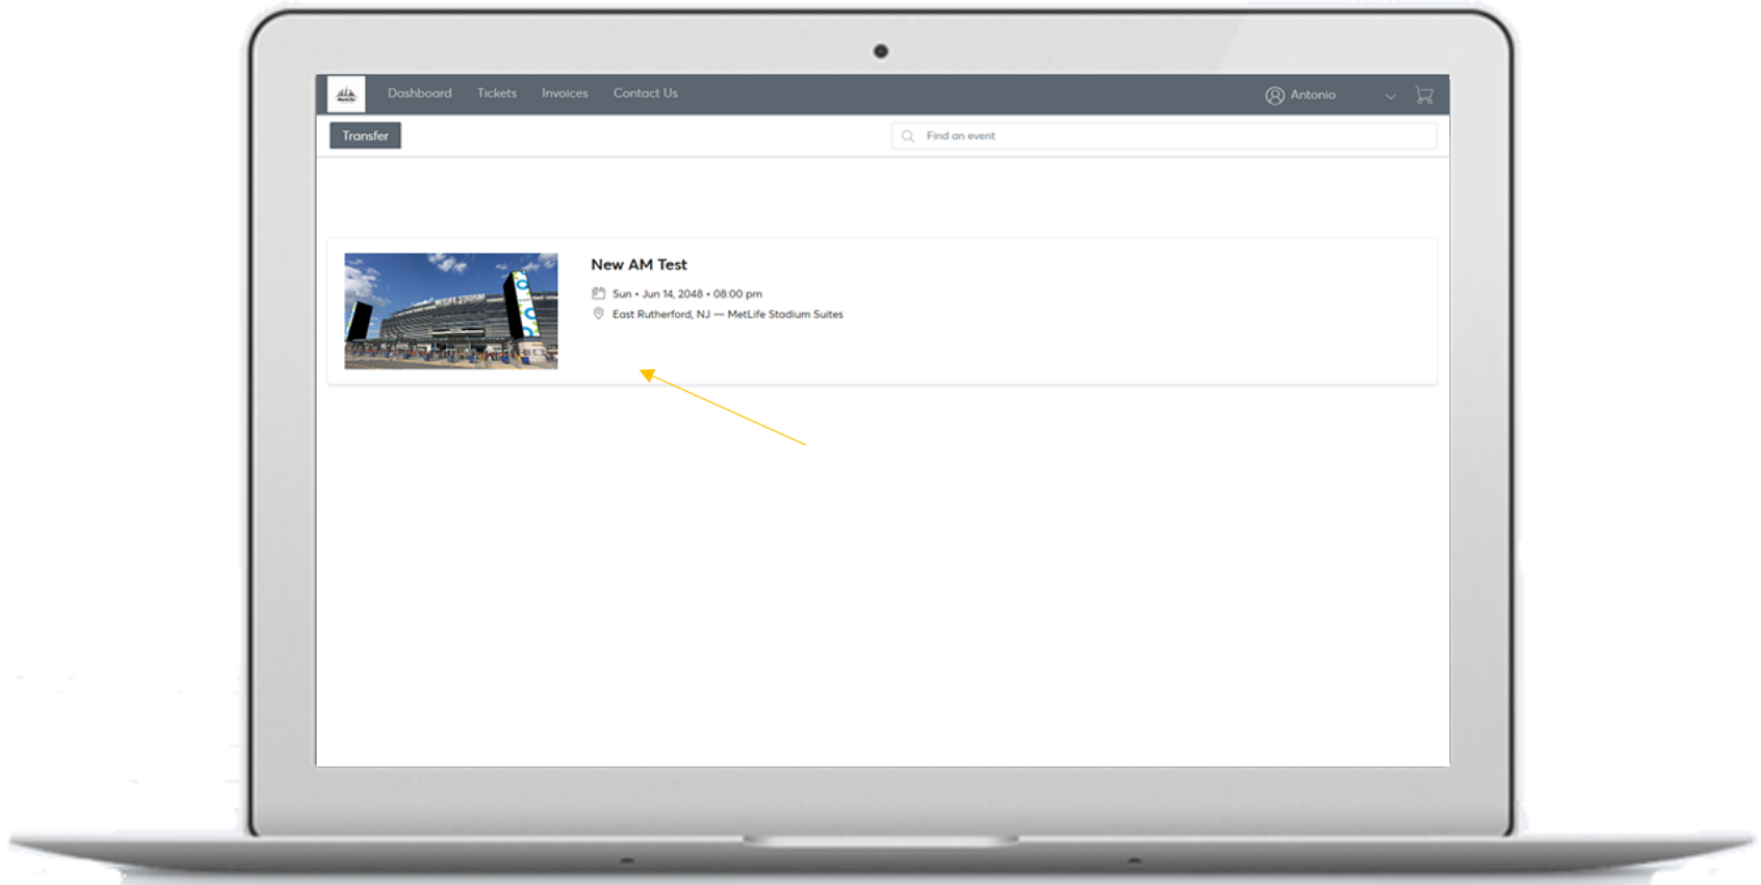 MetLife
Dashboard Tickets Invoices Contact Us
Antonio
Transfer
Find an event
New AM Test
Sun • Jun 14, 2048 • 08:00 pm
East Rutherford, NJ — MetLife Stadium Suites